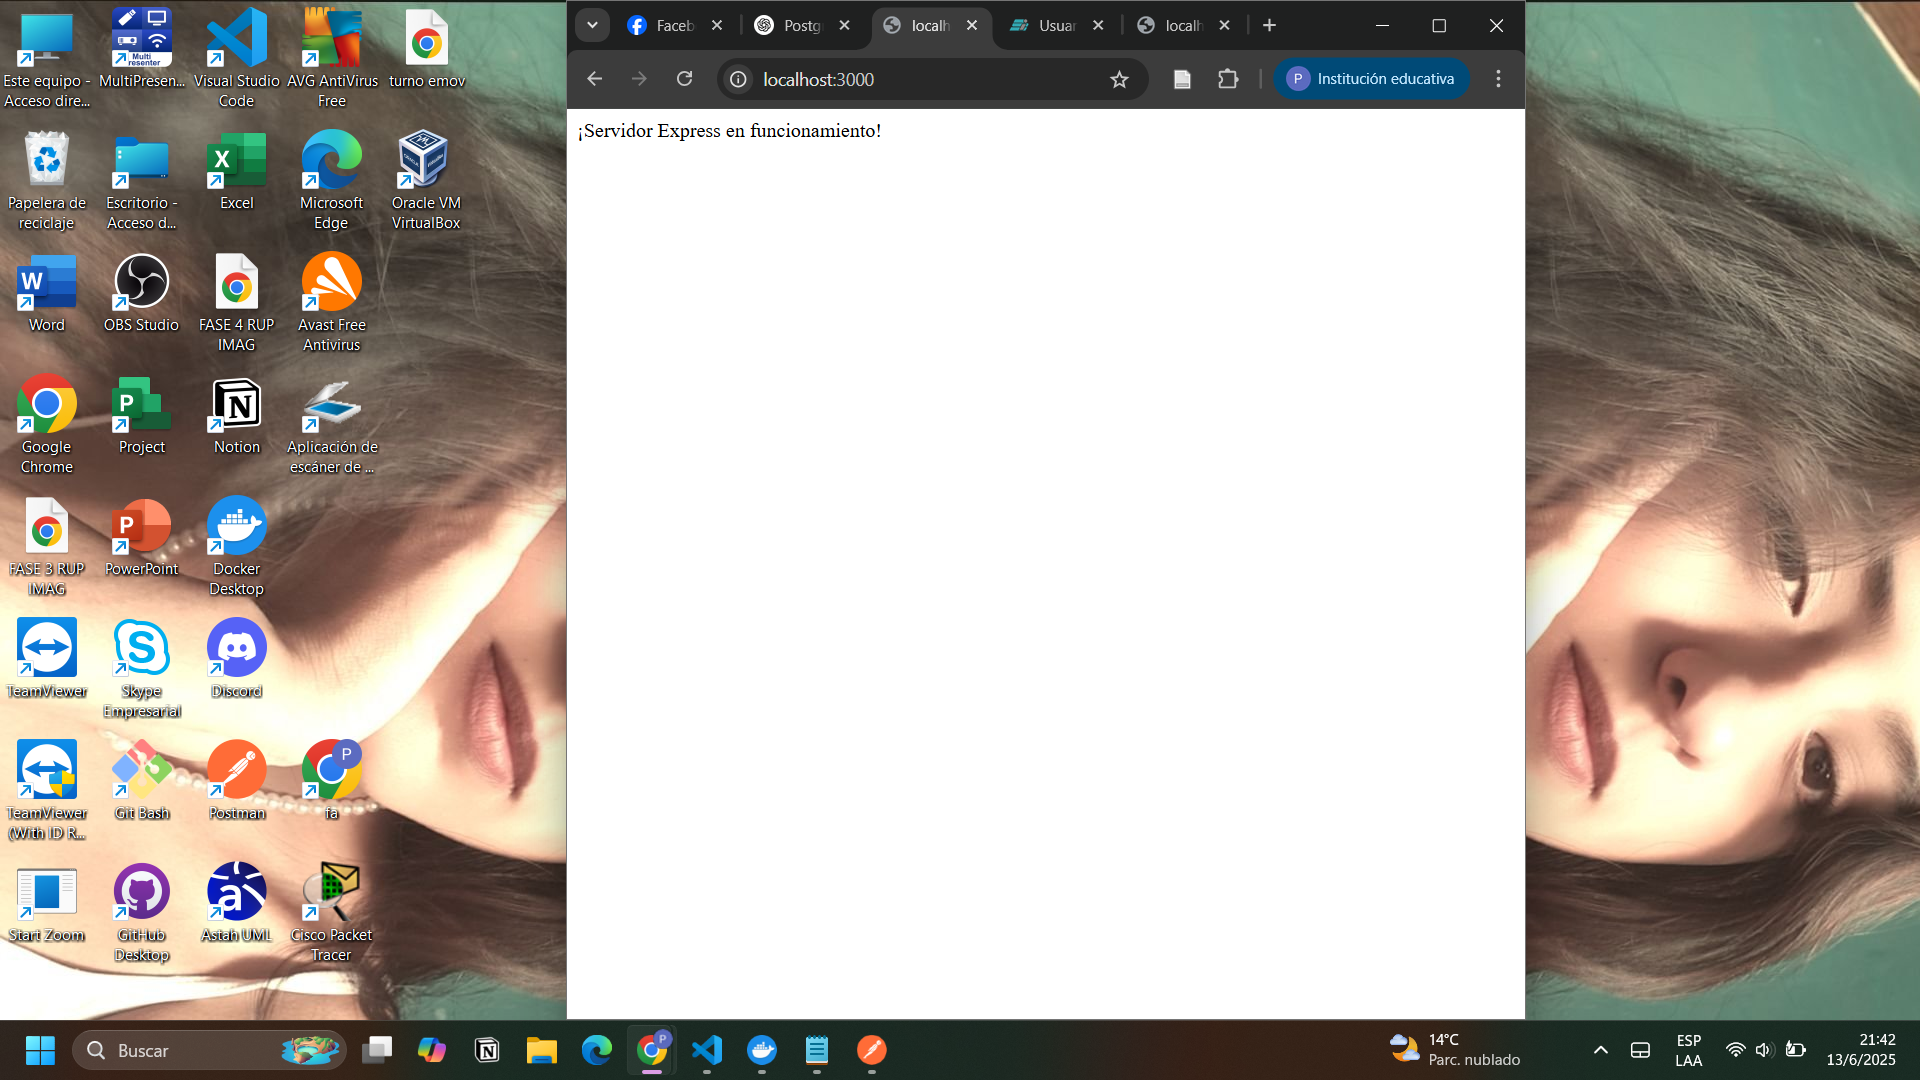 Este equipo -
Acceso dire...
MultiPresen...
Visual Studio
Code
AVG AntiVirus
Free
turno emov
Multi
resenter
Papelera de
reciclaje
Escritorio -
Acceso d...
Excel
Microsoft
Edge
Oracle VM
VirtualBox
Word
OBS Studio
FASE 4 RUP
IMAG
Avast Free
Antivirus
Google
Chrome
Project
Notion
Aplicación de
escáner de ...
FASE 3 RUP
IMAG
PowerPoint
Docker
Desktop
TeamViewer
Skype
Empresarial
Discord
TeamViewer
(With ID R...
Git Bash
Postman
fa
Start Zoom
GitHub
Desktop
Astah UML
Cisco Packet
Tracer
Faceb
Postg
localh
Usuar
localh
localhost:3000
P
Institución educativa
¡Servidor Express en funcionamiento!
Buscar
14°C
Parc. nublado
ESP
LAA
21:42
13/6/2025